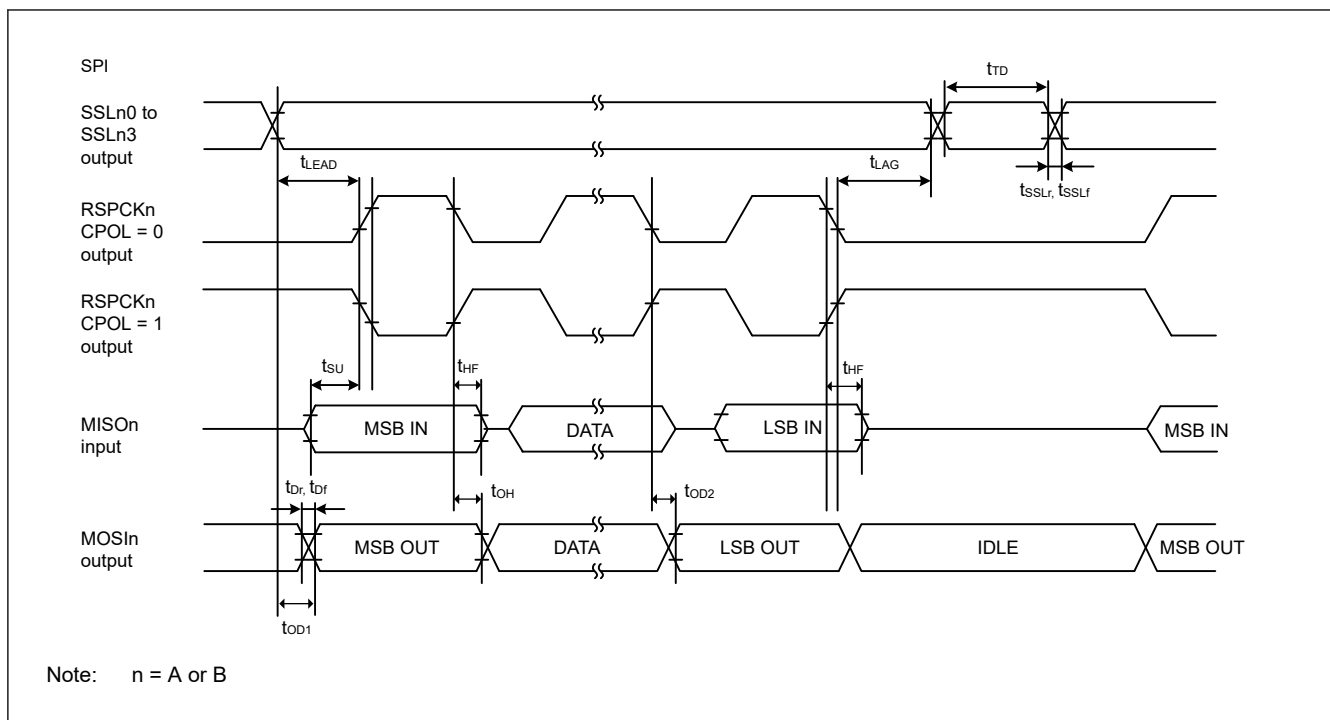 SPI
tTD
SSLn0 to
SSLn3
output
tLEAD
tLAG
tSSLr, tSSLf
RSPCKn
CPOL = 0
output
RSPCKn
CPOL = 1
output
tSU
tHF
tHF
MISOn
input
MSB IN
DATA
LSB IN
MSB IN
tDr, tDf
tOH
tOD2
MOSIn
output
MSB OUT
DATA
LSB OUT
IDLE
MSB OUT
tOD1
Note: n = A or B